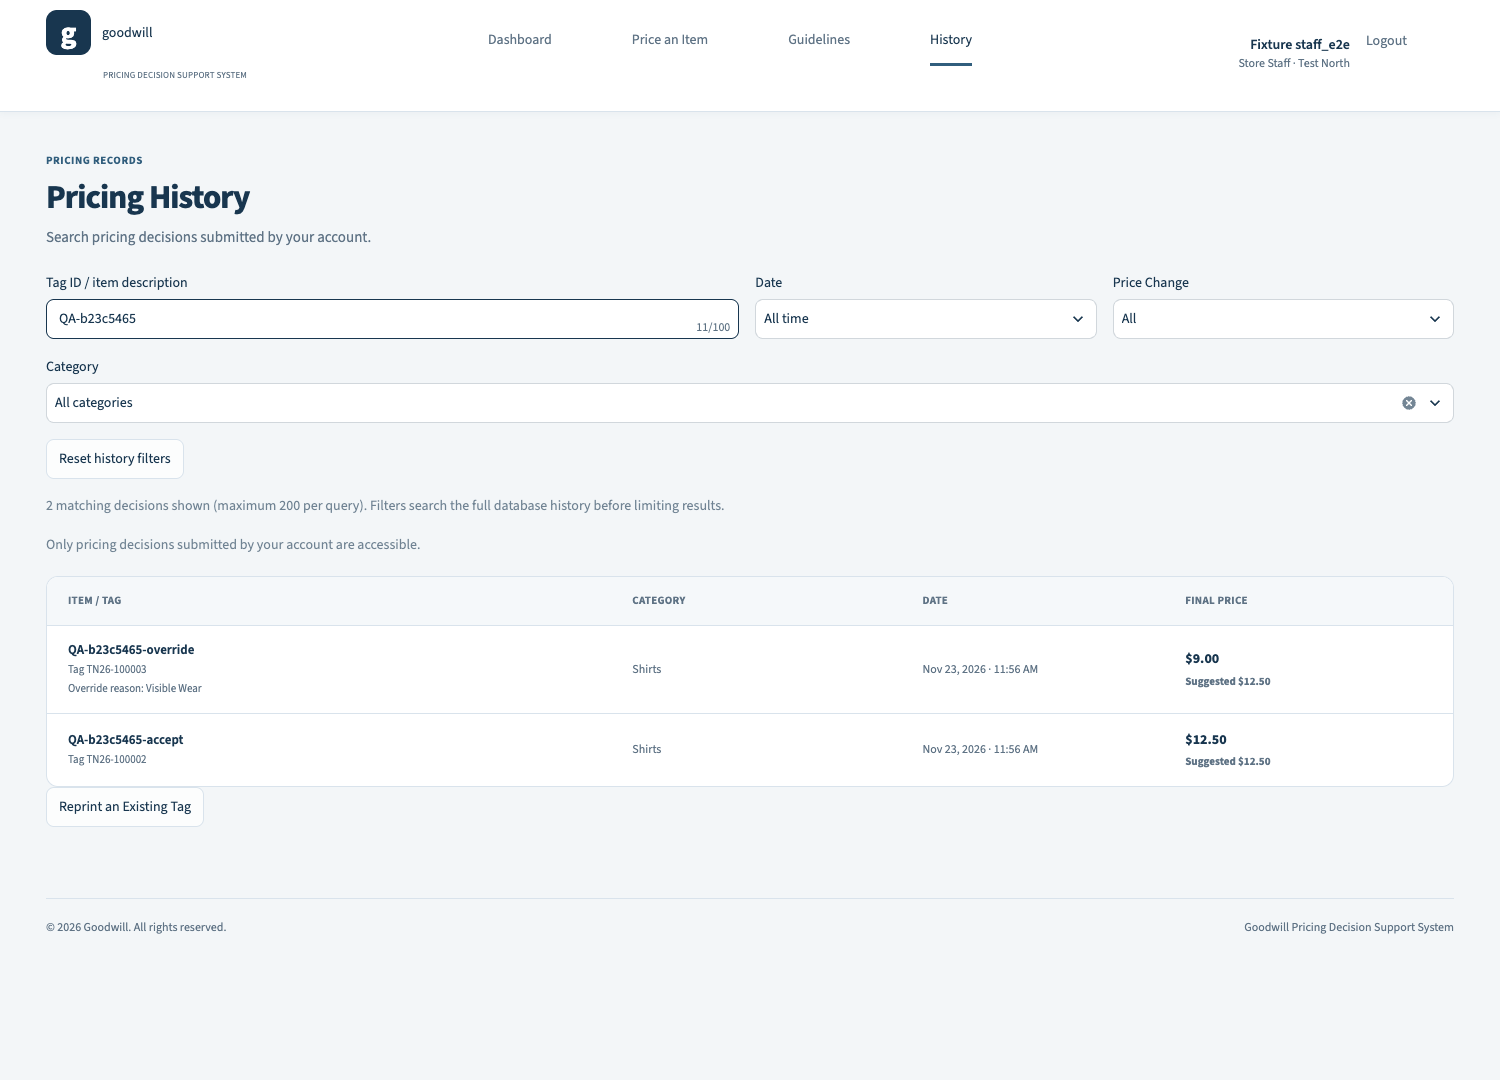 g
goodwill
PRICING DECISION SUPPORT SYSTEM
Dashboard
Price an Item
Guidelines
History
Fixture staff_e2e
Store Staff · Test North
Logout
PRICING RECORDS
Pricing History
Search pricing decisions submitted by your account.
Tag ID / item description
QA-b23c5465
11/100
Date
All time
Price Change
All
Category
All categories
Reset history filters
2 matching decisions shown (maximum 200 per query). Filters search the full database history before limiting results.
Only pricing decisions submitted by your account are accessible.
ITEM / TAG CATEGORY DATE FINAL PRICE
QA-b23c5465-override
Tag TN26-100003
Override reason: Visible Wear
Shirts
Nov 23, 2026 · 11:56 AM
$9.00
Suggested $12.50
QA-b23c5465-accept
Tag TN26-100002
Shirts
Nov 23, 2026 · 11:56 AM
$12.50
Suggested $12.50
Reprint an Existing Tag
© 2026 Goodwill. All rights reserved.
Goodwill Pricing Decision Support System